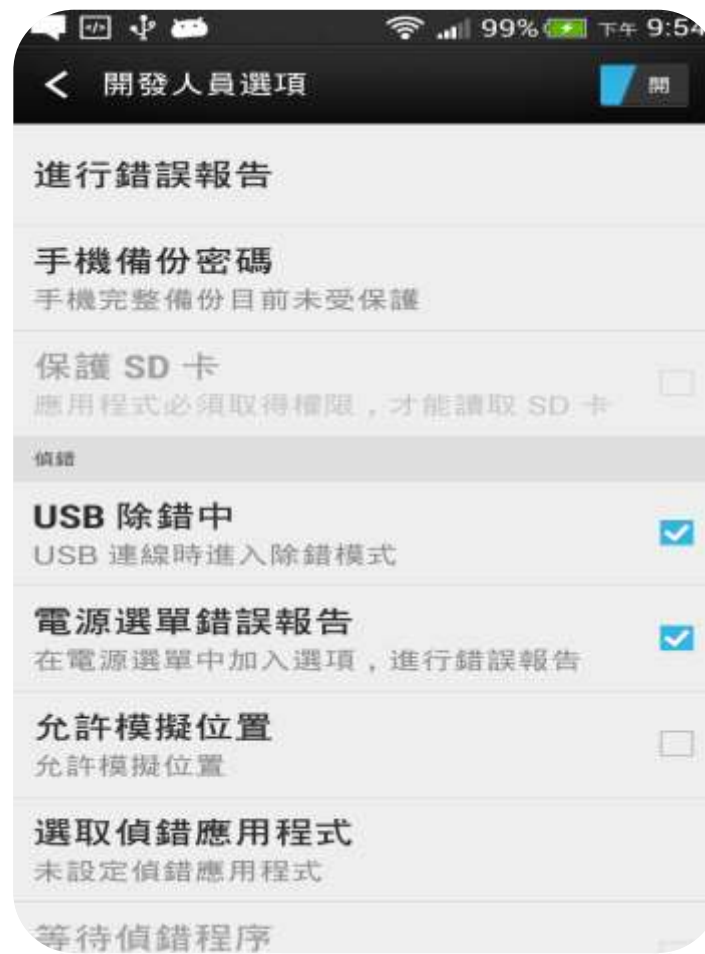 99% 下午 9:54
開發人員選項 開
進行錯誤報告
手機備份密碼
手機完整備份目前未受保護
保護 SD 卡
應用程式必須取得權限，才能讀取 SD 卡
偵錯
USB 除錯中
USB 連線時進入除錯模式
電源選單錯誤報告
在電源選單中加入選項，進行錯誤報告
允許模擬位置
允許模擬位置
選取偵錯應用程式
未設定偵錯應用程式
等待偵錯程序